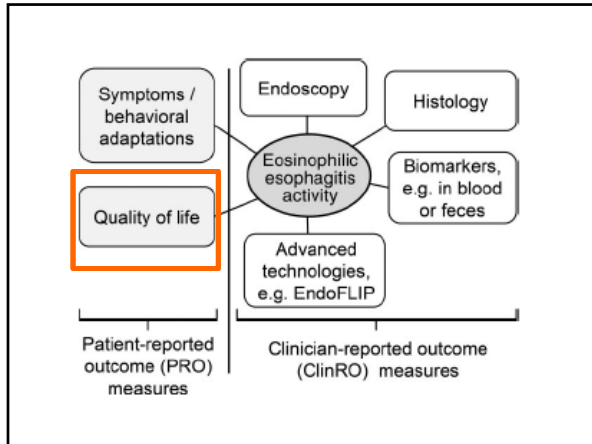 Symptoms /
behavioral
adaptations
Quality of life
Endoscopy
Histology
Eosinophilic
esophagitis
activity
Biomarkers,
e.g. in blood
or feces
Advanced
technologies,
e.g. EndoFLIP
Patient-reported
outcome (PRO)
measures
Clinician-reported outcome
(ClinRO) measures